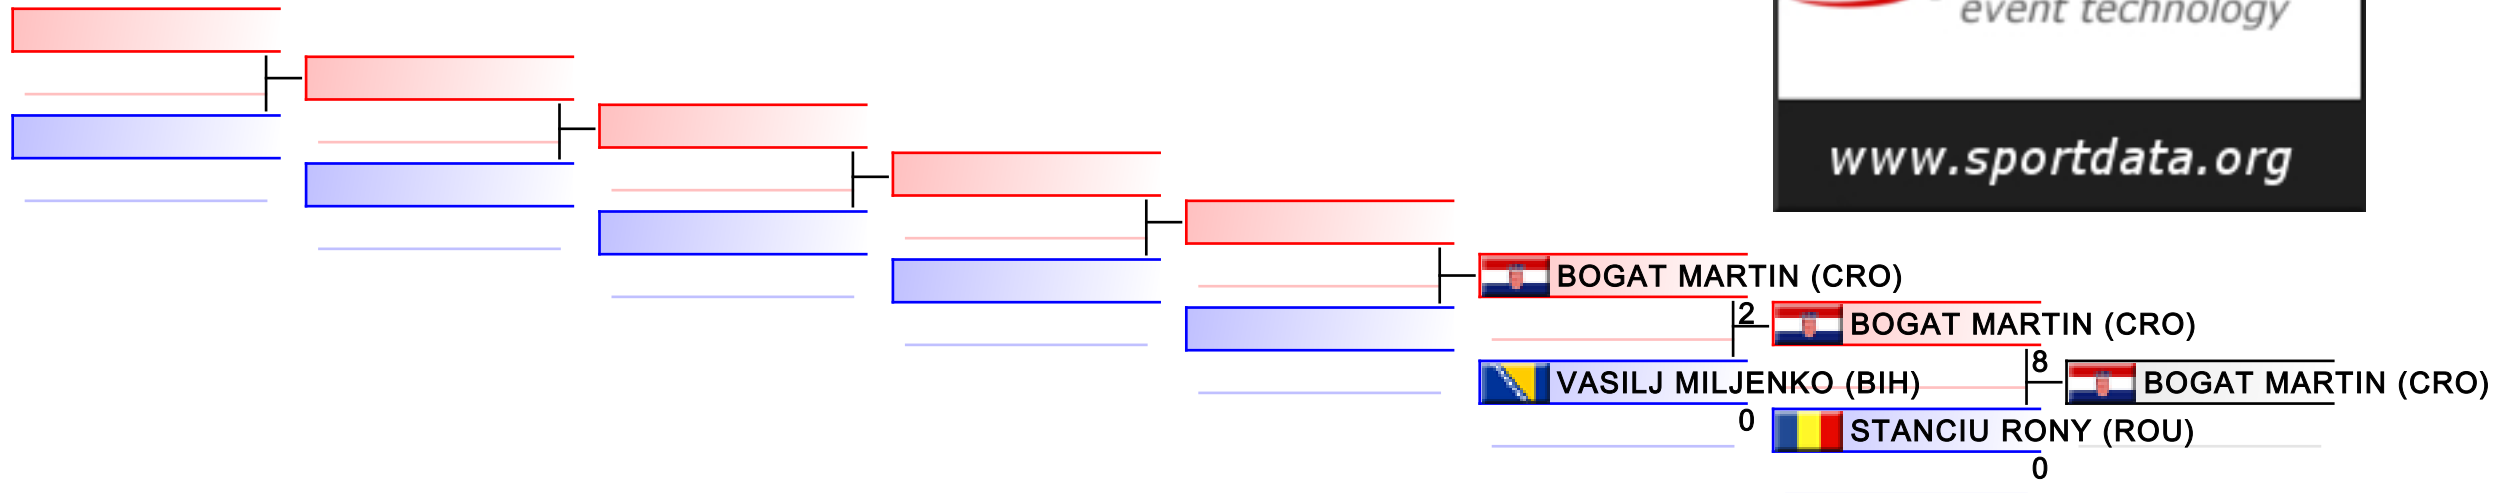 event technology
www.sportdata.org
BOGAT MARTIN (CRO)
2
BOGAT MARTIN (CRO)
8
VASILJ MILJENKO (BIH)
BOGAT MARTIN (CRO)
0
STANCIU RONY (ROU)
0